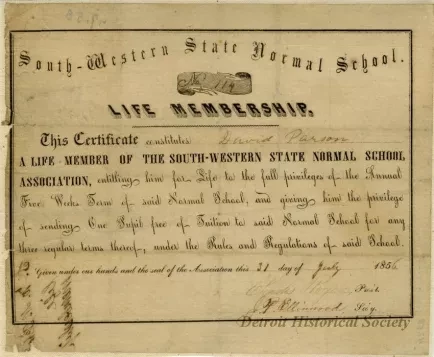 South-Western State Normal School.
No. 119
LIFE MEMBERSHIP.
This Certificate constitutes David Pierson
A LIFE MEMBER OF THE SOUTH-WESTERN STATE NORMAL SCHOOL
ASSOCIATION, entitling him for Life to the full privileges of the Annual
Five Weeks Term of said Normal School, and giving him the privilege
of sending One Pupil free of Tuition to said Normal School for any
three regular terms thereof, under the Rules and Regulations of said School.
Given under our hands and the seal of the Association this 21 day of July 1856
Prest.
Ellinwood Sec'y.
Detroit Historical Society